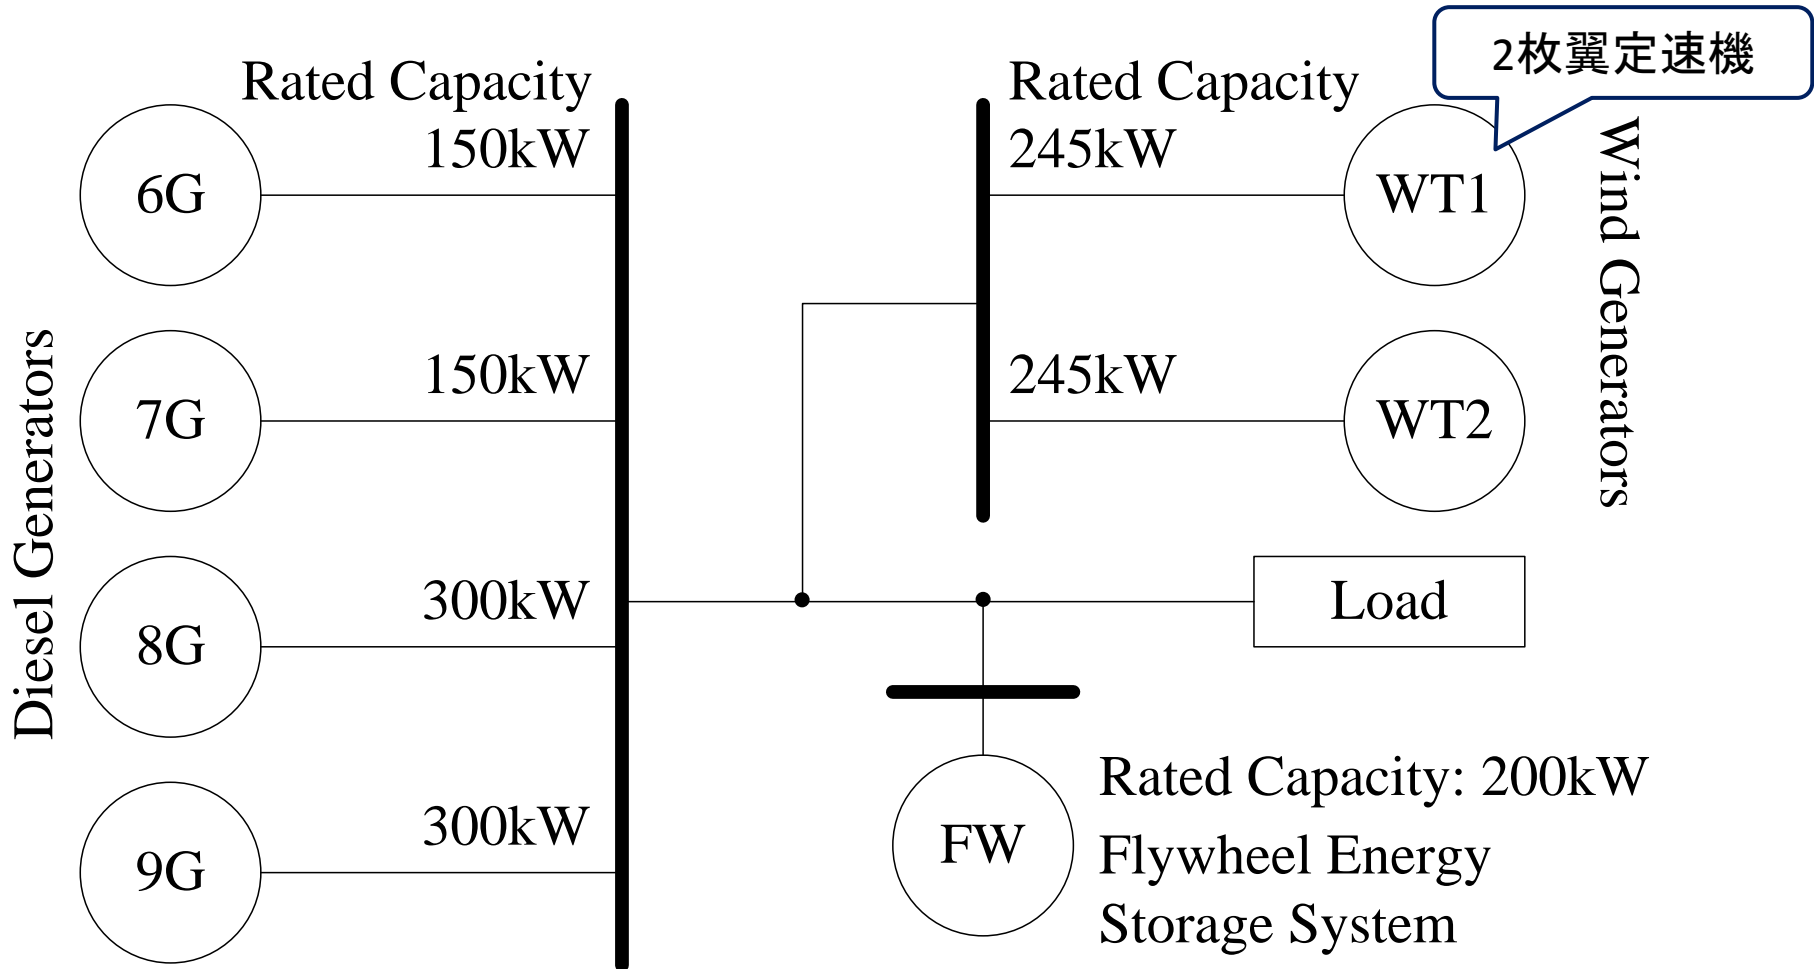 2枚翼定速機
Rated Capacity
Rated Capacity
150kW
245kW
6G
WT1
Wind Generators
150kW
245kW
7G
WT2
Diesel Generators
300kW
8G
Load
300kW
9G
FW
Rated Capacity: 200kW
Flywheel Energy
Storage System